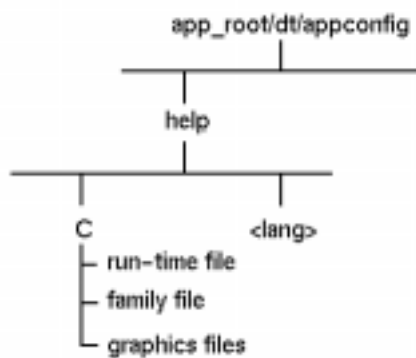 app_root/dt/appconfig
help
C <lang>
run-time file
family file
graphics files